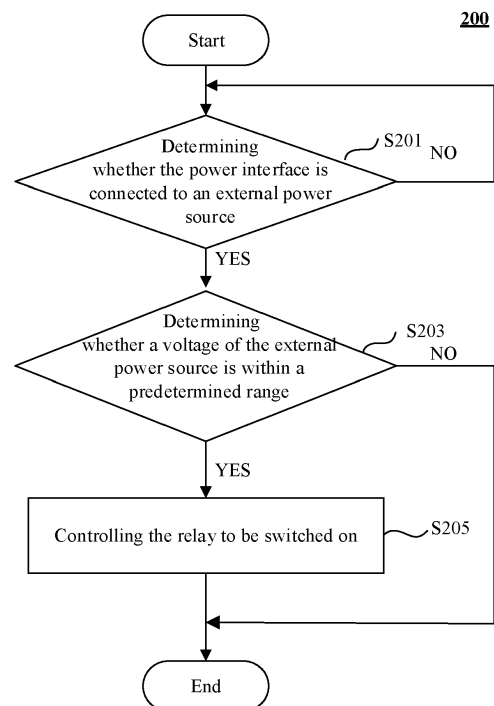 200
Start
Determining
whether the power interface is
connected to an external power
source
S201
NO
YES
Determining
whether a voltage of the external
power source is within a
predetermined range
S203
NO
YES
Controlling the relay to be switched on
S205
End